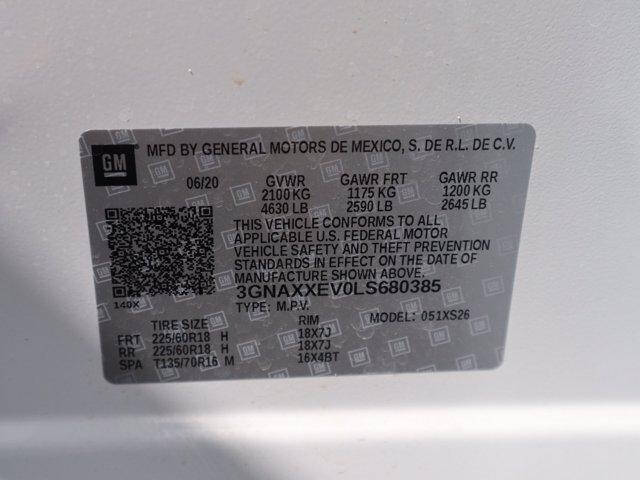 GM MFD BY GENERAL MOTORS DE MEXICO, S. DE R.L. DE C.V.
06/20 GVWR GAWR FRT GAWR RR
2100 KG 1175 KG 1200 KG
4630 LB 2590 LB 2645 LB
THIS VEHICLE CONFORMS TO ALL
APPLICABLE U.S. FEDERAL MOTOR
VEHICLE SAFETY AND THEFT PREVENTION
STANDARDS IN EFFECT ON THE DATE OF
MANUFACTURE SHOWN ABOVE.
3GNAXXEV0LS680385
140X TYPE: M.P.V. MODEL: 051XS26
TIRE SIZE RIM
FRT 225/60R18 H 18X7J
RR 225/60R18 H 18X7J
SPA T135/70R16 M 16X4BT